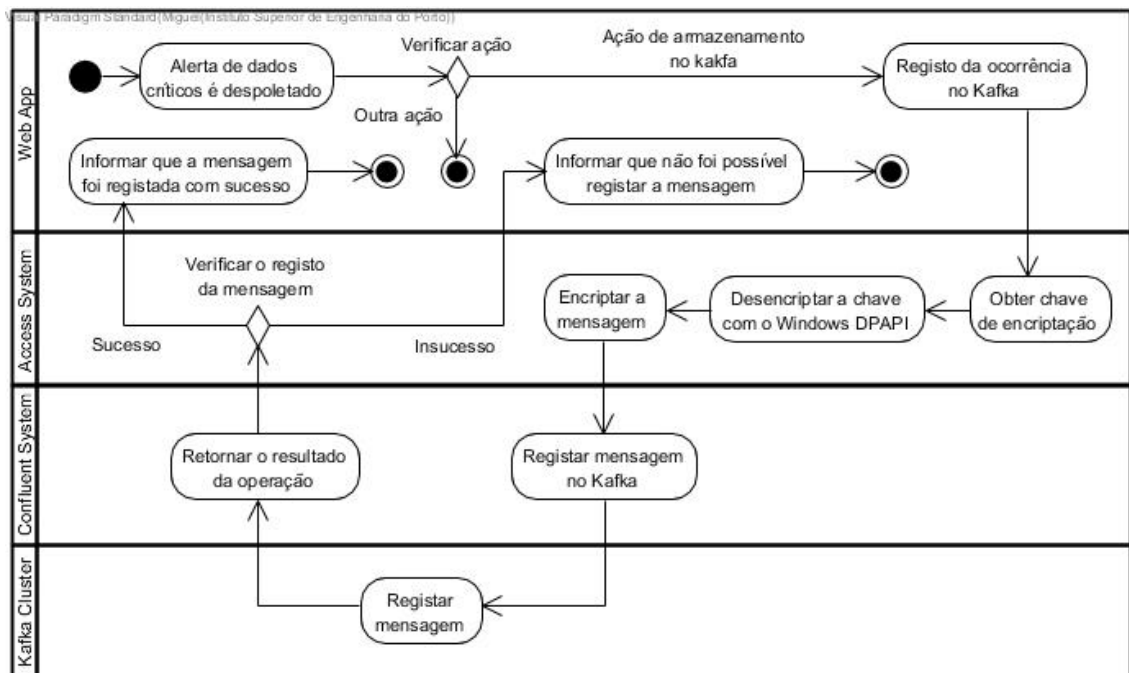 Visual Paradigm Standard(Miguel(Instituto Superior de Engenharia do Porto))
Web App
Alerta de dados
críticos é despoletado
Verificar ação
Ação de armazenamento
no kakfa
Registo da ocorrência
no Kafka
Outra ação
Informar que a mensagem
foi registada com sucesso
Informar que não foi possível
registar a mensagem
Access System
Verificar o registo
da mensagem
Sucesso
Insucesso
Encriptar a
mensagem
Desencriptar a chave
com o Windows DPAPI
Obter chave
de encriptação
Confluent System
Retornar o resultado
da operação
Registar mensagem
no Kafka
Kafka Cluster
Registar
mensagem